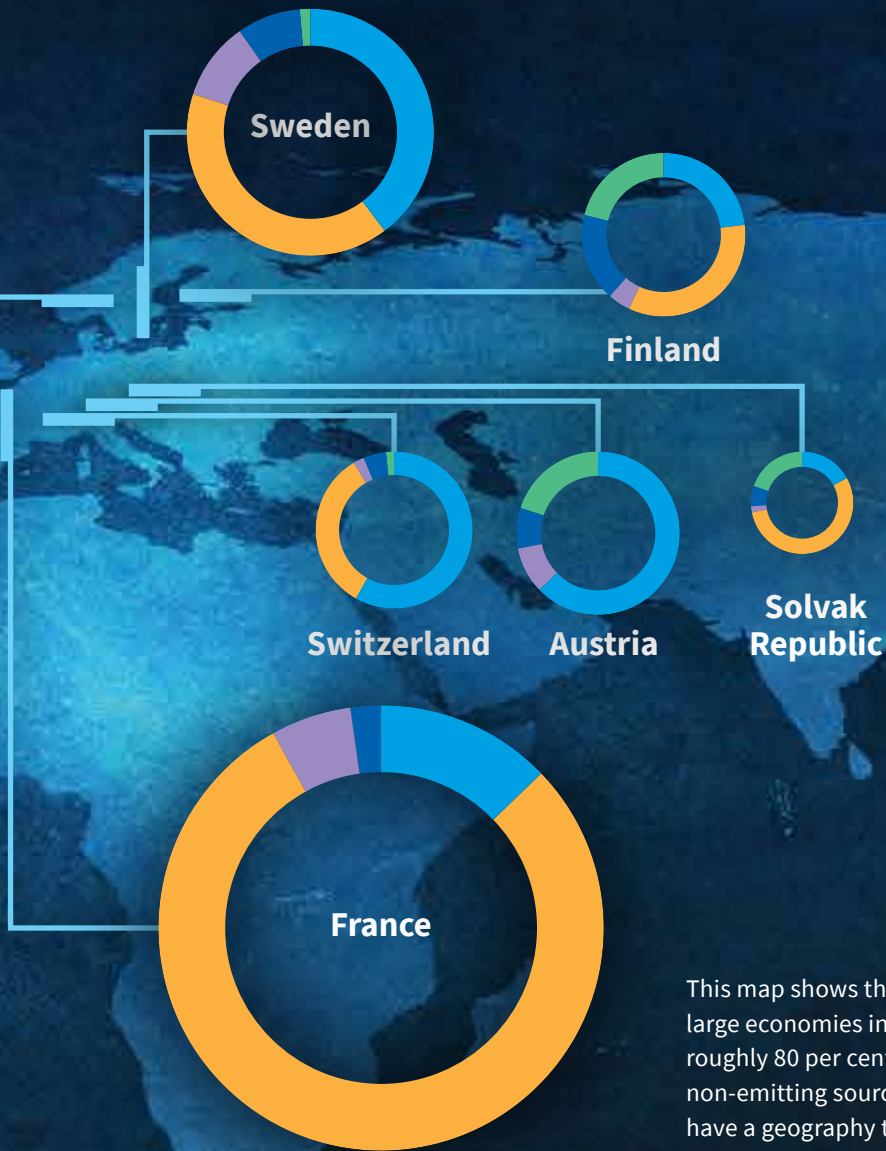 Sweden
Finland
Switzerland
Austria
Solvak
Republic
France
This map shows th
large economies in
roughly 80 per cent
non-emitting sourc
have a geography t